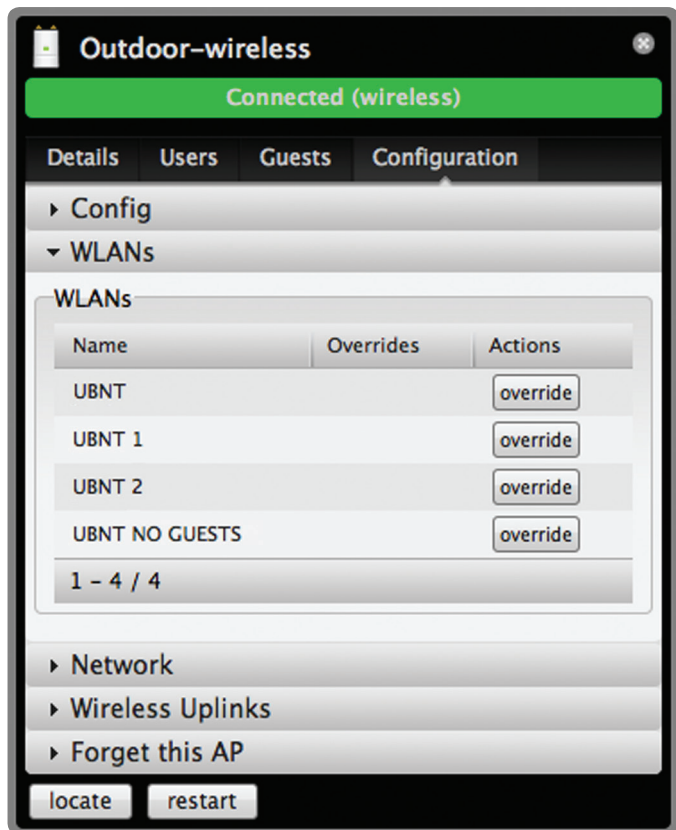 Outdoor-wireless
Connected (wireless)
Details Users Guests Configuration
Config
WLANs
WLANs
Name Overrides Actions
UBNT override
UBNT 1 override
UBNT 2 override
UBNT NO GUESTS override
1 - 4 / 4
Network
Wireless Uplinks
Forget this AP
locate restart